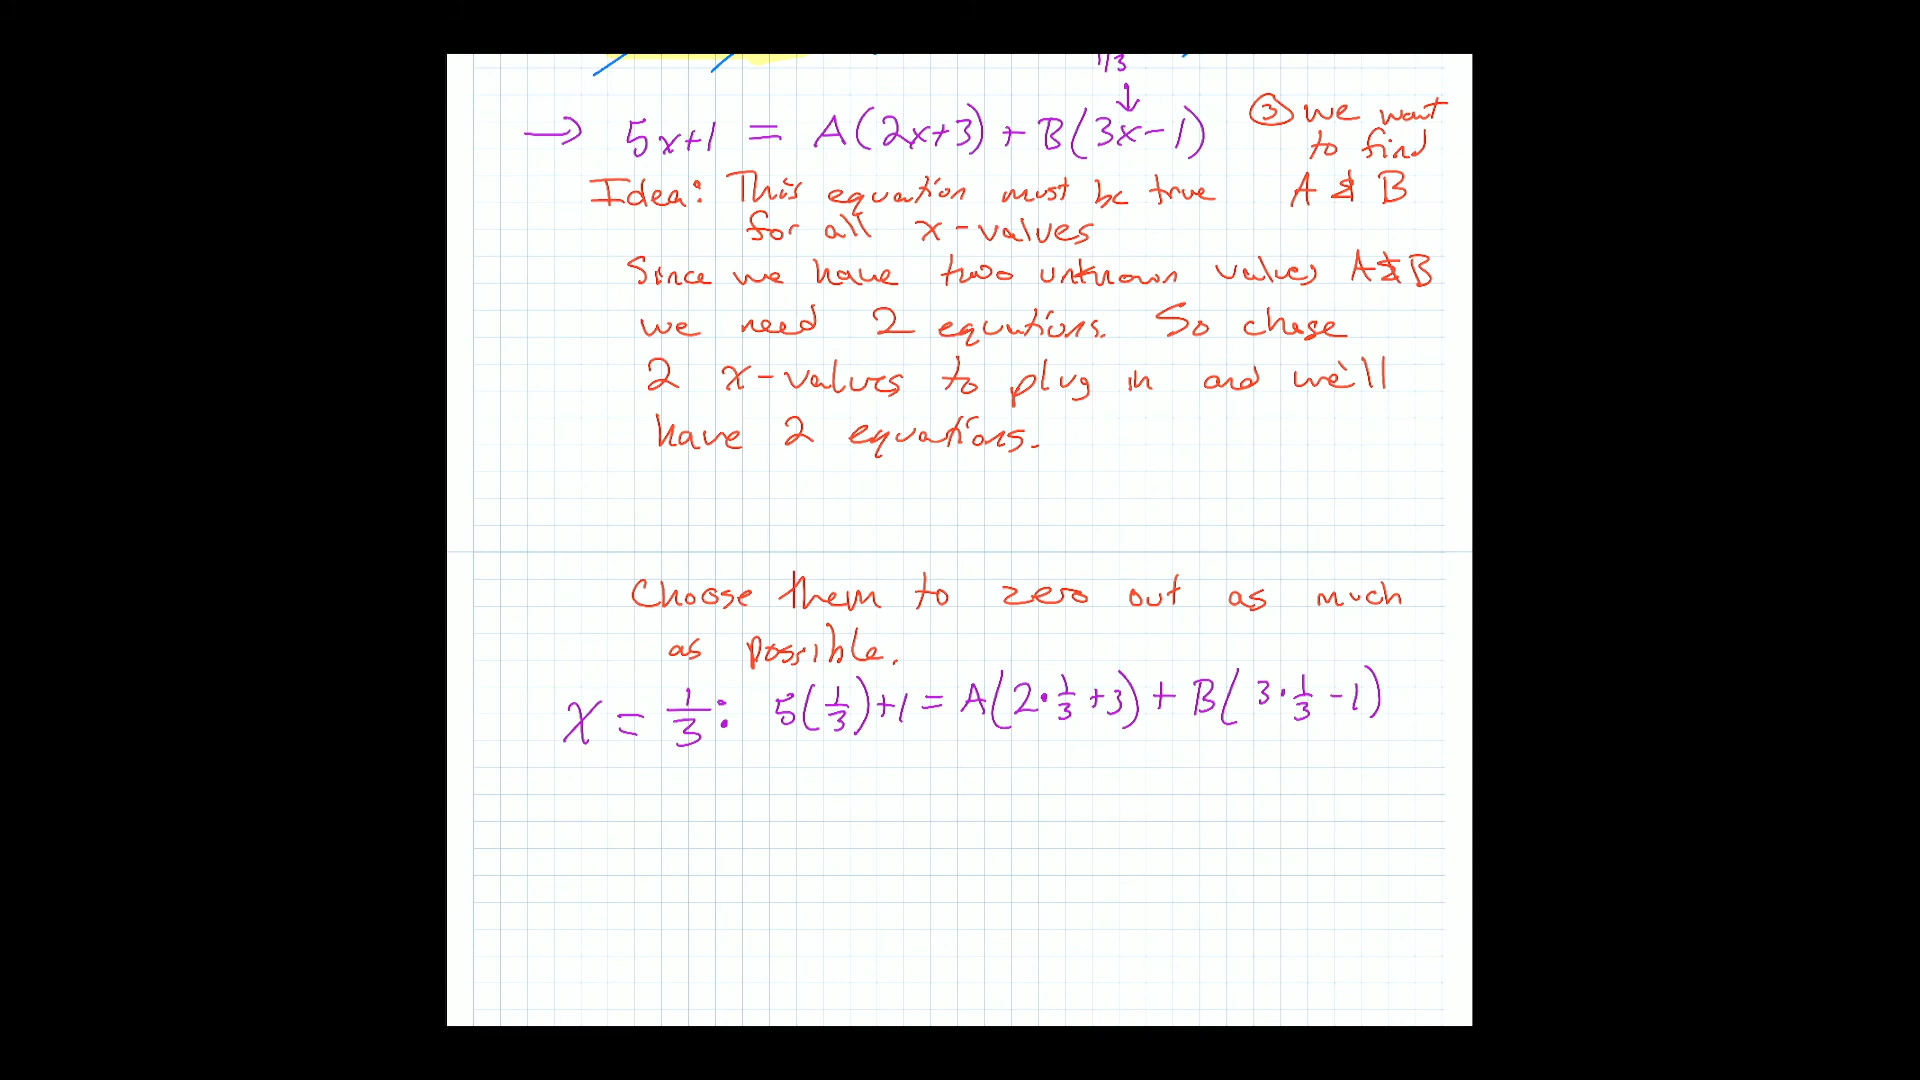 1/3
↓
→ 5x+1 = A(2x+3) + B(3x-1)
③ we want
to find
A & B
Idea: This equation must be true
for all x-values
Since we have two unknown values A&B
we need 2 equations. So chose
2 x-values to plug in and we'll
have 2 equations.
Choose them to zero out as much
as possible.
x = 1/3: 5(1/3)+1 = A(2·1/3+3) + B(3·1/3-1)